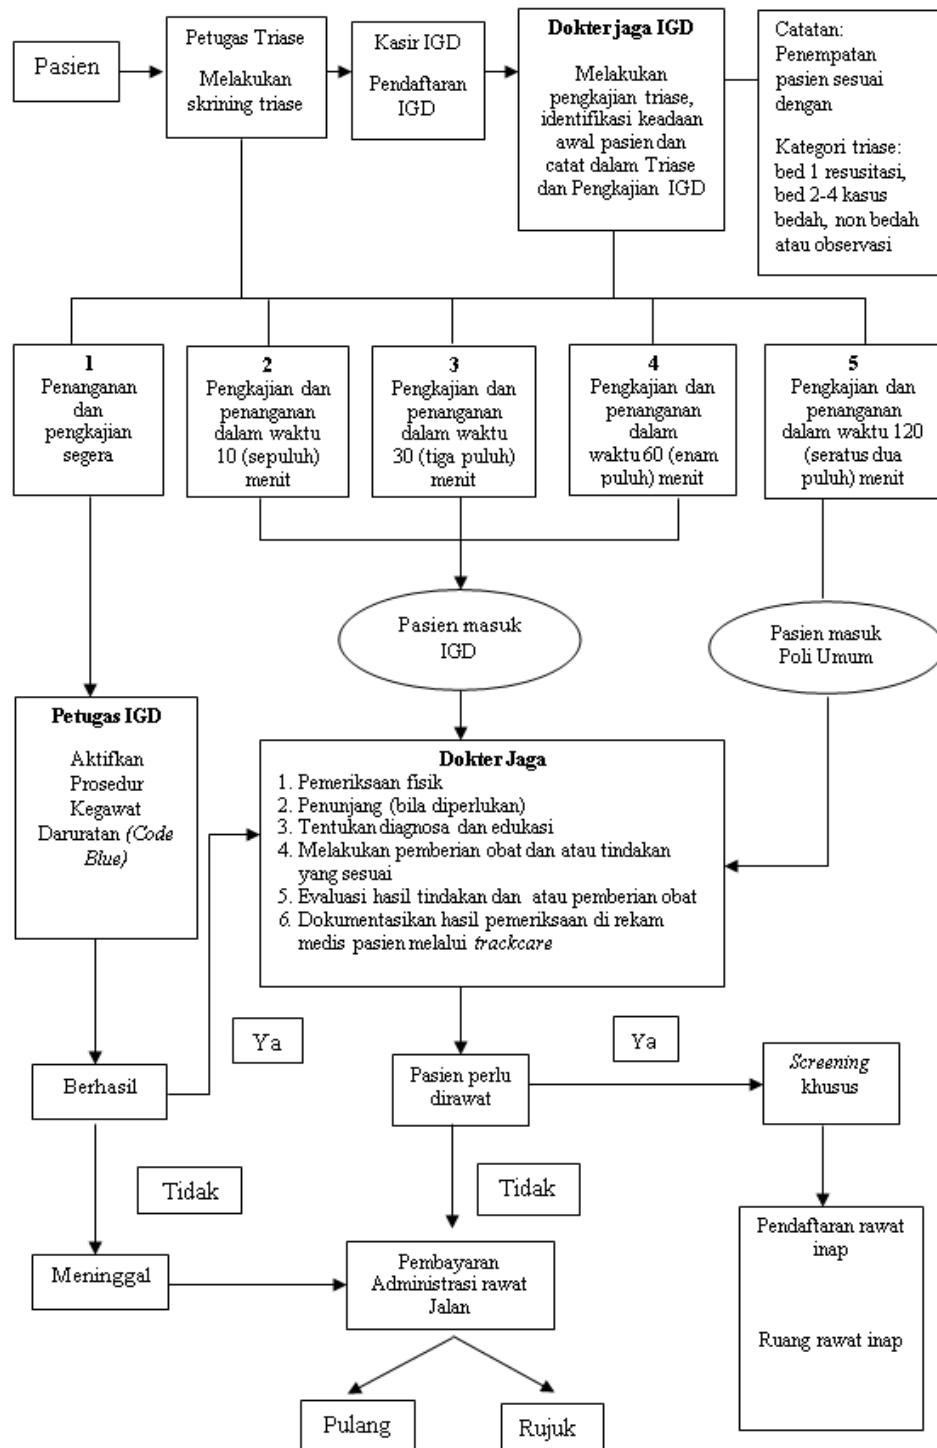 Pasien
Petugas Triase
Melakukan
skrining triase
Kasir IGD
Pendaftaran
IGD
Dokter jaga IGD
Melakukan
pengkajian triase,
identifikasi keadaan
awal pasien dan
catat dalam Triase
dan Pengkajian IGD
Catatan:
Penempatan
pasien sesuai
dengan
Kategori triase:
bed 1 resusitasi,
bed 2-4 kasus
bedah, non bedah
atau observasi
1
Penanganan
dan
pengkajian
segera
2
Pengkajian dan
penanganan
dalam waktu
10 (sepuluh)
menit
3
Pengkajian dan
penanganan
dalam waktu
30 (tiga puluh)
menit
4
Pengkajian dan
penanganan
dalam
waktu 60 (enam
puluh) menit
5
Pengkajian dan
penanganan
dalam waktu 120
(seratus dua
puluh) menit
Pasien masuk
IGD
Pasien masuk
Poli Umum
Petugas IGD
Aktifkan
Prosedur
Kegawat
Daruratan (Code
Blue)
Dokter Jaga
1. Pemeriksaan fisik
2. Penunjang (bila diperlukan)
3. Tentukan diagnosa dan edukasi
4. Melakukan pemberian obat dan atau tindakan
yang sesuai
5. Evaluasi hasil tindakan dan atau pemberian obat
6. Dokumentasikan hasil pemeriksaan di rekam
medis pasien melalui trackcare
Ya
Ya
Berhasil
Pasien perlu
dirawat
Screening
khusus
Tidak
Tidak
Meninggal
Pembayaran
Administrasi rawat
Jalan
Pendaftaran rawat
inap
Ruang rawat inap
Pulang
Rujuk